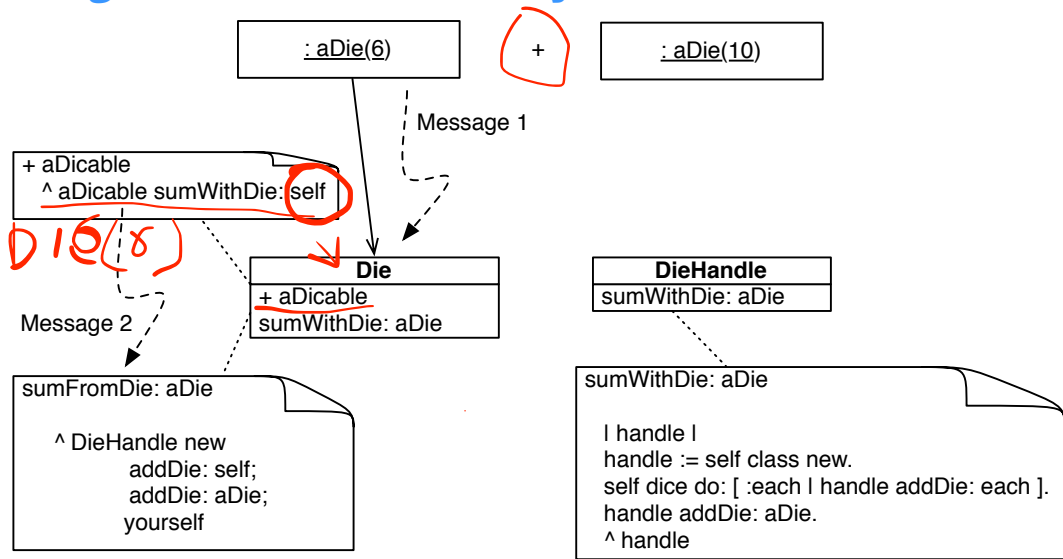 : aDie(6)
+
: aDie(10)
Message 1
+ aDicable
^ aDicable sumWithDie: self
Die
+ aDicable
sumWithDie: aDie
DieHandle
sumWithDie: aDie
Message 2
sumFromDie: aDie
^ DieHandle new
addDie: self;
addDie: aDie;
yourself
sumWithDie: aDie
| handle |
handle := self class new.
self dice do: [ :each | handle addDie: each ].
handle addDie: aDie.
^ handle